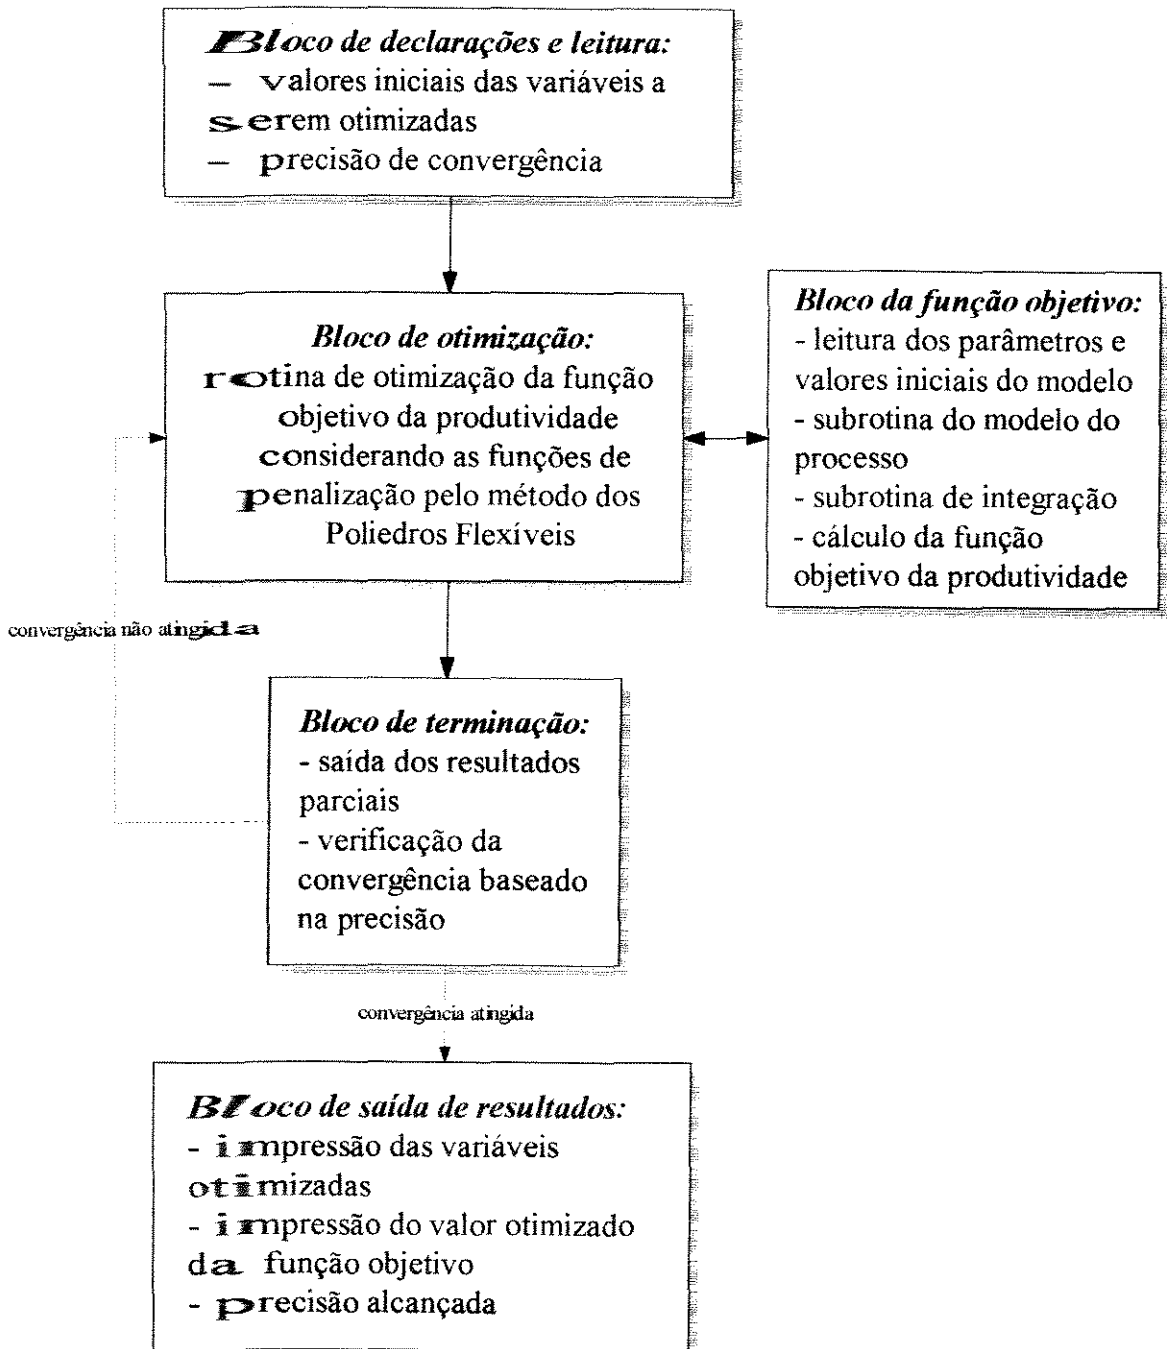 Bloco de declarações e leitura:
– valores iniciais das variáveis a
serem otimizadas
– precisão de convergência
Bloco de otimização:
rotina de otimização da função
objetivo da produtividade
considerando as funções de
penalização pelo método dos
Poliedros Flexíveis
Bloco da função objetivo:
- leitura dos parâmetros e
valores iniciais do modelo
- subrotina do modelo do
processo
- subrotina de integração
- cálculo da função
objetivo da produtividade
convergência não atingida
Bloco de terminação:
- saída dos resultados
parciais
- verificação da
convergência baseado
na precisão
convergência atingida
Bloco de saída de resultados:
- impressão das variáveis
otimizadas
- impressão do valor otimizado
da função objetivo
- precisão alcançada